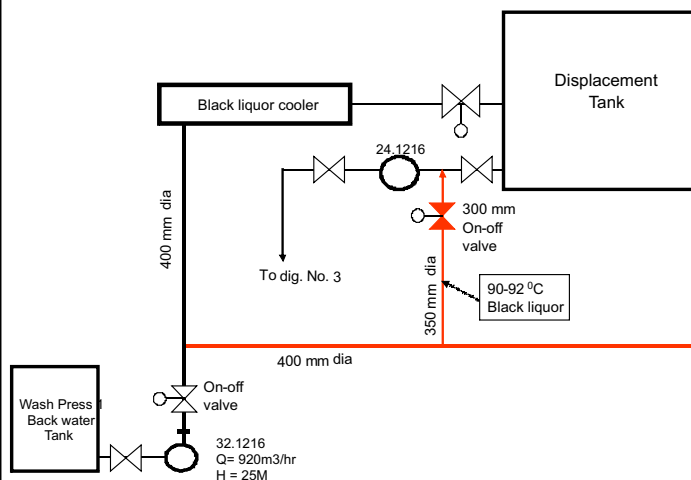 Displacement
Tank
Black liquor cooler
24.1216
400 mm dia
300 mm
On-off
valve
To dig. No. 3
350 mm dia
90-92 ⁰C
Black liquor
400 mm dia
On-off
valve
Wash Press 1
Back water
Tank
32.1216
Q= 920m3/hr
H = 25M